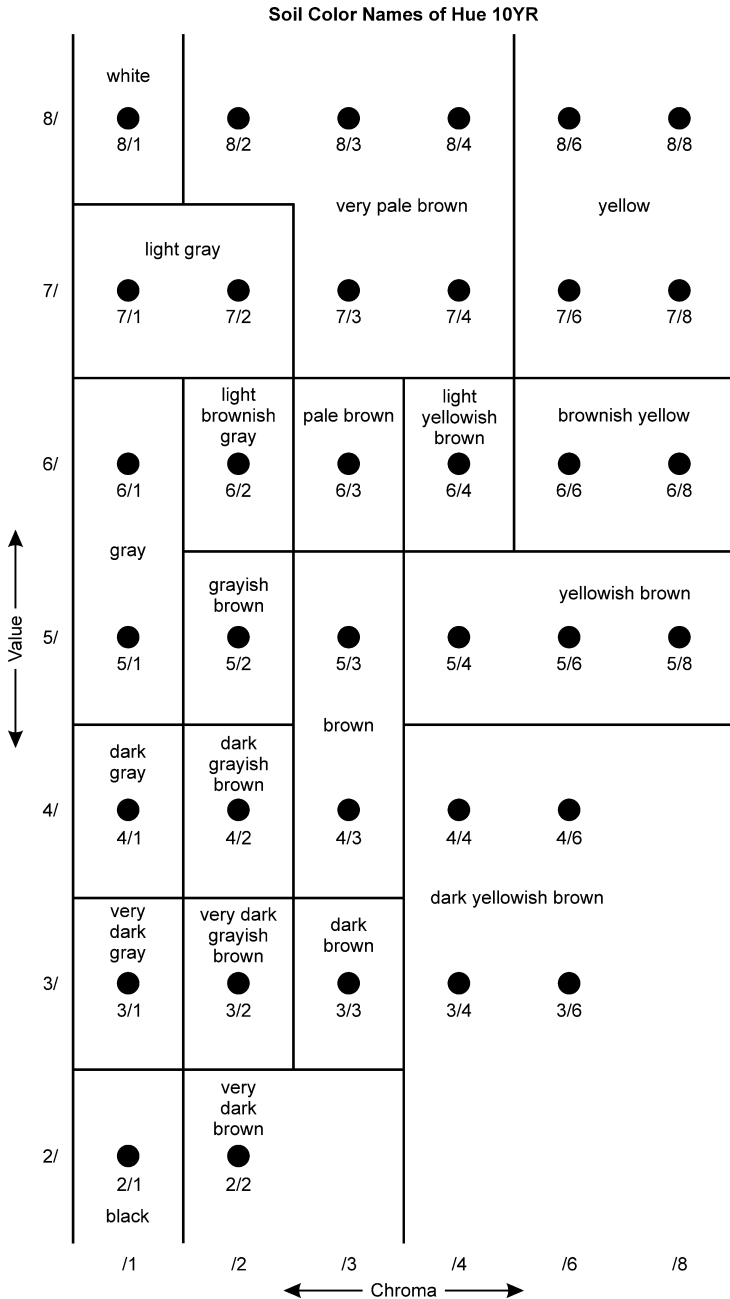 Soil Color Names of Hue 10YR
white
8/
8/1
8/2
8/3
8/4
8/6
8/8
very pale brown
yellow
light gray
7/
7/1
7/2
7/3
7/4
7/6
7/8
light
brownish
gray
pale brown
light
yellowish
brown
brownish yellow
6/
6/1
6/2
6/3
6/4
6/6
6/8
gray
grayish
brown
yellowish brown
5/
5/1
5/2
5/3
5/4
5/6
5/8
Value
brown
dark
gray
dark
grayish
brown
4/
4/1
4/2
4/3
4/4
4/6
dark yellowish brown
very
dark
gray
very dark
grayish
brown
dark
brown
3/
3/1
3/2
3/3
3/4
3/6
very
dark
brown
2/
2/1
2/2
black
/1
/2
/3
/4
/6
/8
Chroma